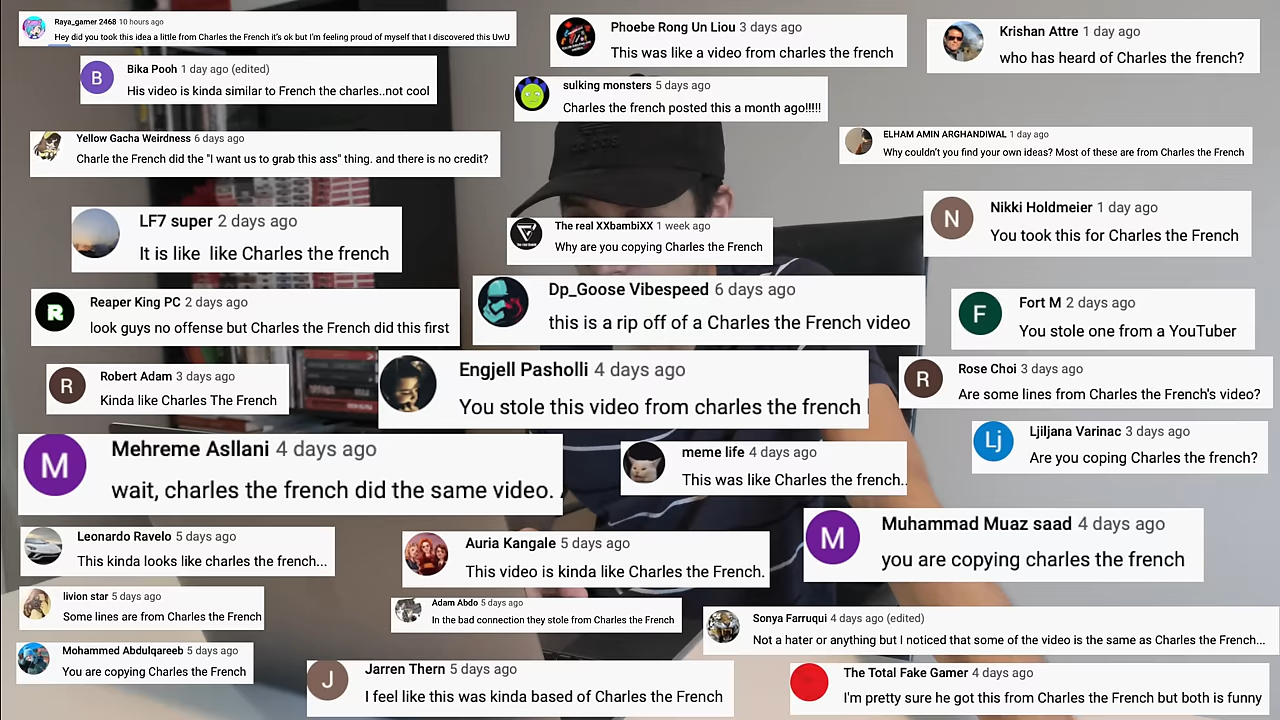 Raya_gamer 2468 10 hours ago
Hey did you took this idea a little from Charles the French it's ok but I'm feeling proud of myself that I discovered this UwU
Phoebe Rong Un Liou 3 days ago
This was like a video from charles the french
Krishan Attre 1 day ago
who has heard of Charles the french?
B
Bika Pooh 1 day ago (edited)
His video is kinda similar to French the charles..not cool
sulking monsters 5 days ago
Charles the french posted this a month ago!!!!!
Yellow Gacha Weirdness 6 days ago
Charle the French did the "I want us to grab this ass" thing. and there is no credit?
ELHAM AMIN ARGHANDIWAL 1 day ago
Why couldn't you find your own ideas? Most of these are from Charles the French
LF7 super 2 days ago
It is like like Charles the french
The real XXbambiXX 1 week ago
Why are you copying Charles the French
N
Nikki Holdmeier 1 day ago
You took this for Charles the French
R
Reaper King PC 2 days ago
look guys no offense but Charles the French did this first
Dp_Goose Vibespeed 6 days ago
this is a rip off of a Charles the French video
F
Fort M 2 days ago
You stole one from a YouTuber
R
Robert Adam 3 days ago
Kinda like Charles The French
Engjell Pasholli 4 days ago
You stole this video from charles the french
R
Rose Choi 3 days ago
Are some lines from Charles the French's video?
M
Mehreme Asllani 4 days ago
wait, charles the french did the same video.
meme life 4 days ago
This was like Charles the french..
Lj
Ljiljana Varinac 3 days ago
Are you coping Charles the french?
Leonardo Ravelo 5 days ago
This kinda looks like charles the french...
Auria Kangale 5 days ago
This video is kinda like Charles the French.
M
Muhammad Muaz saad 4 days ago
you are copying charles the french
livion star 5 days ago
Some lines are from Charles the French
Adam Abdo 5 days ago
In the bad connection they stole from Charles the French
Sonya Farruqui 4 days ago (edited)
Not a hater or anything but I noticed that some of the video is the same as Charles the French...
Mohammed Abdulqareeb 5 days ago
You are copying Charles the French
J
Jarren Thern 5 days ago
I feel like this was kinda based of Charles the French
The Total Fake Gamer 4 days ago
I'm pretty sure he got this from Charles the French but both is funny